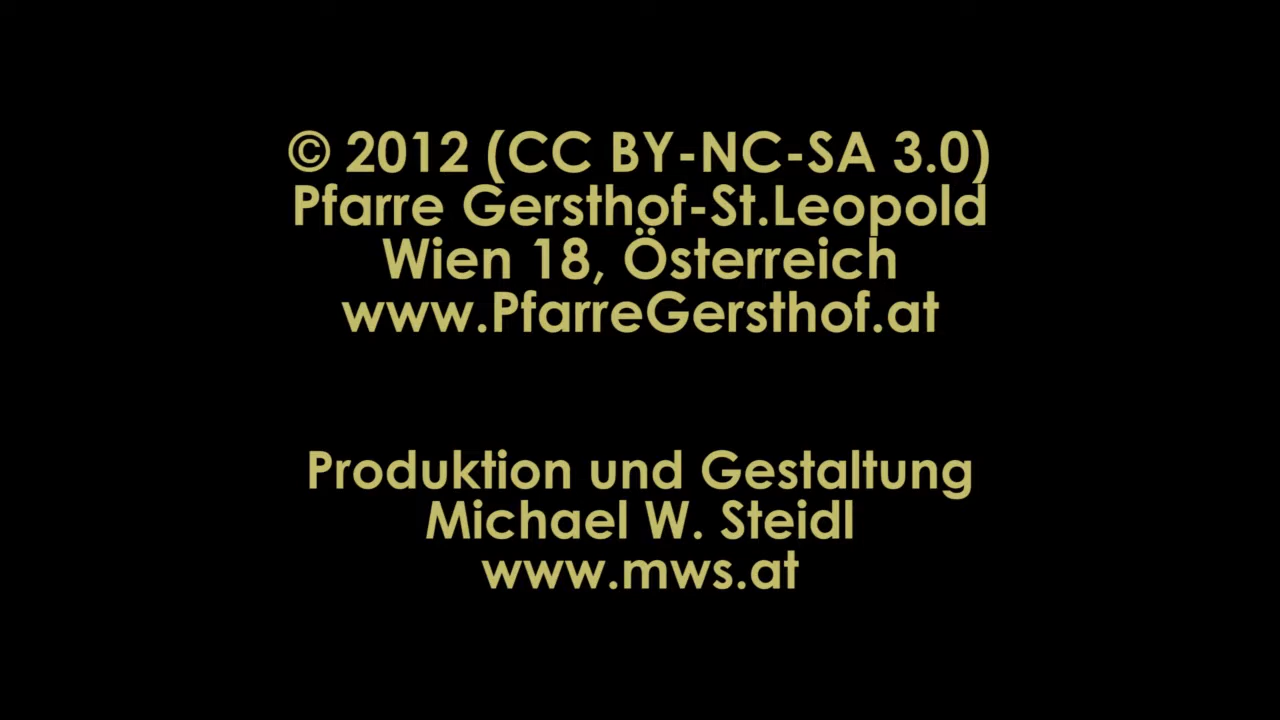 © 2012 (CC BY-NC-SA 3.0)
Pfarre Gersthof-St.Leopold
Wien 18, Österreich
www.PfarreGersthof.at
Produktion und Gestaltung
Michael W. Steidl
www.mws.at